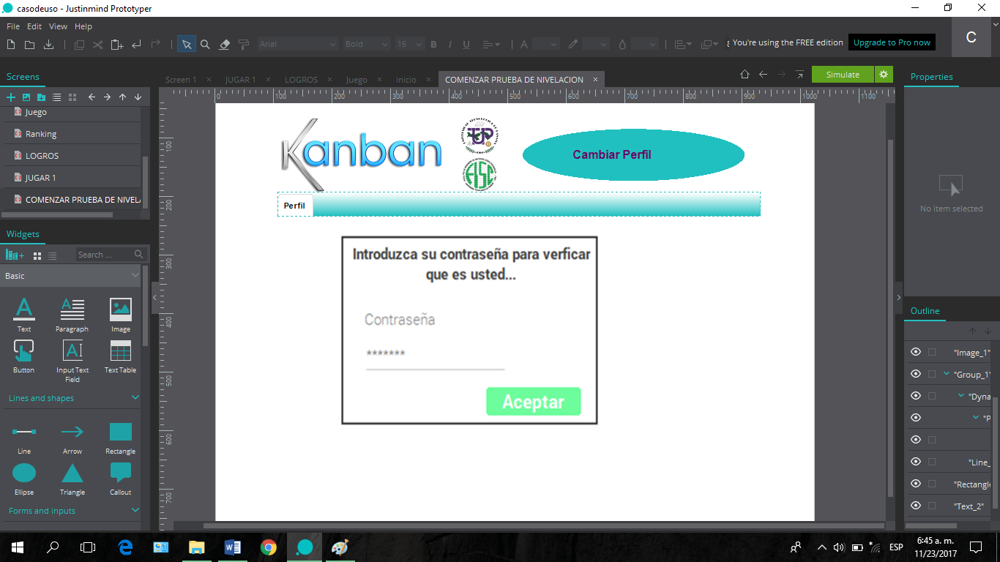 casodeuso - Justinmind Prototyper
File Edit View Help
Arial Bold 16 B I U A
You're using the FREE edition
Upgrade to Pro now
C
Screens
Screen 1 × JUGAR 1 × LOGROS × Juego × inicio × COMENZAR PRUEBA DE NIVELACION ×
Simulate
Properties
0 100 200 300 400 500 600 700 800 900 1000 1100
Juego
Ranking
LOGROS
JUGAR 1
COMENZAR PRUEBA DE NIVELA
100
200
300
400
500
600
700
Kanban
UTP
FISC
Cambiar Perfil
Perfil
Introduzca su contraseña para verficar
que es usted...
Contraseña
*******
Aceptar
No item selected
Widgets
Search ...
Basic
Text Paragraph Image
Button Input Text Field Text Table
Lines and shapes
Line Arrow Rectangle
Ellipse Triangle Callout
Forms and inputs
Outline
"Image_1"
"Group_1"
"Dyna
"P
"Line_
"Rectangle
"Text_2"
ESP
6:45 a. m.
11/23/2017